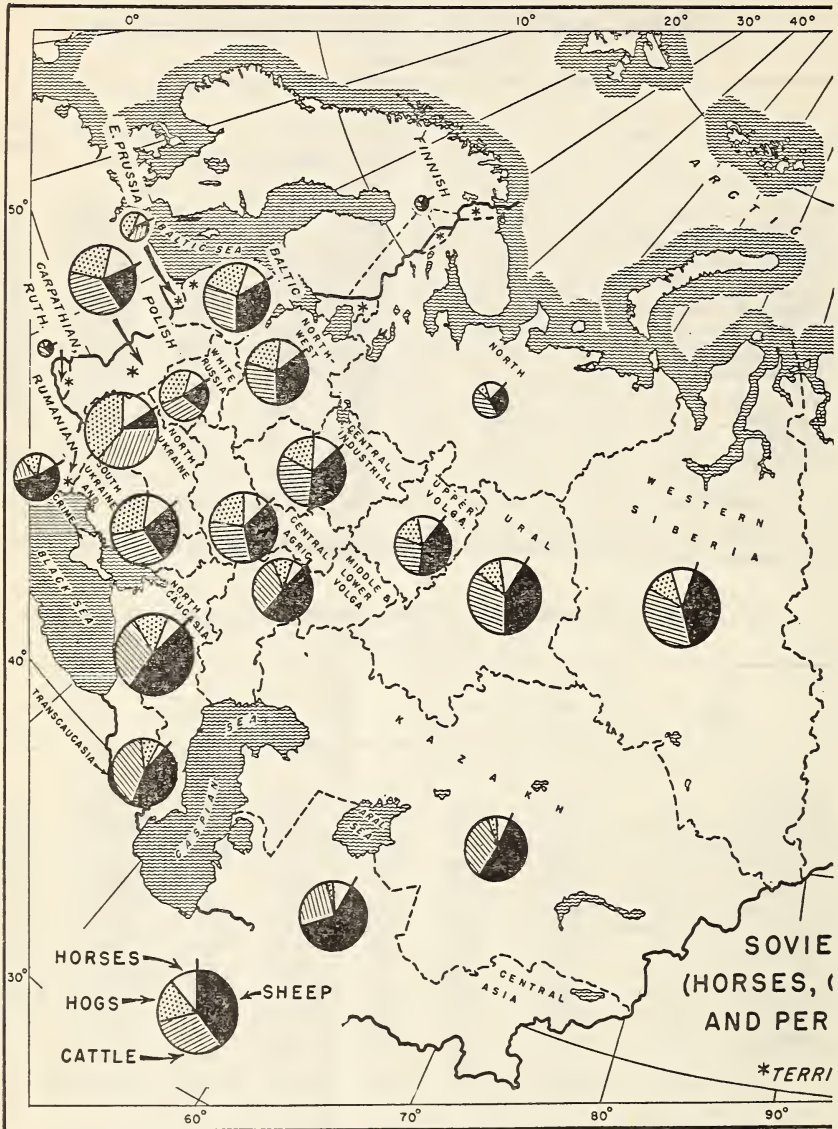 0° 10° 20° 30° 40°
ARCTIC
FINNISH
E. PRUSSIA
BALTIC SEA
BALTIC
50°
CARPATHIAN,
RUTH.
POLISH
NORTH-
WEST
NORTH
WHITE
RUSSIA
RUMANIAN
NORTH
UKRAINE
CENTRAL
INDUSTRIAL
SOUTH
UKRAINE
AND
CRIMEA
UPPER
VOLGA
URAL
WESTERN
SIBERIA
CENTRAL
AGRIC.
MIDDLE &
LOWER
VOLGA
BLACK SEA
NORTH
CAUCASIA
40°
TRANSCAUCASIA
CASPIAN
SEA
KAZAKH
ARAL
SEA
30°
HORSES
HOGS
SHEEP
CATTLE
CENTRAL
ASIA
SOVIE
(HORSES, (
AND PER
*TERRI
60° 70° 80° 90°